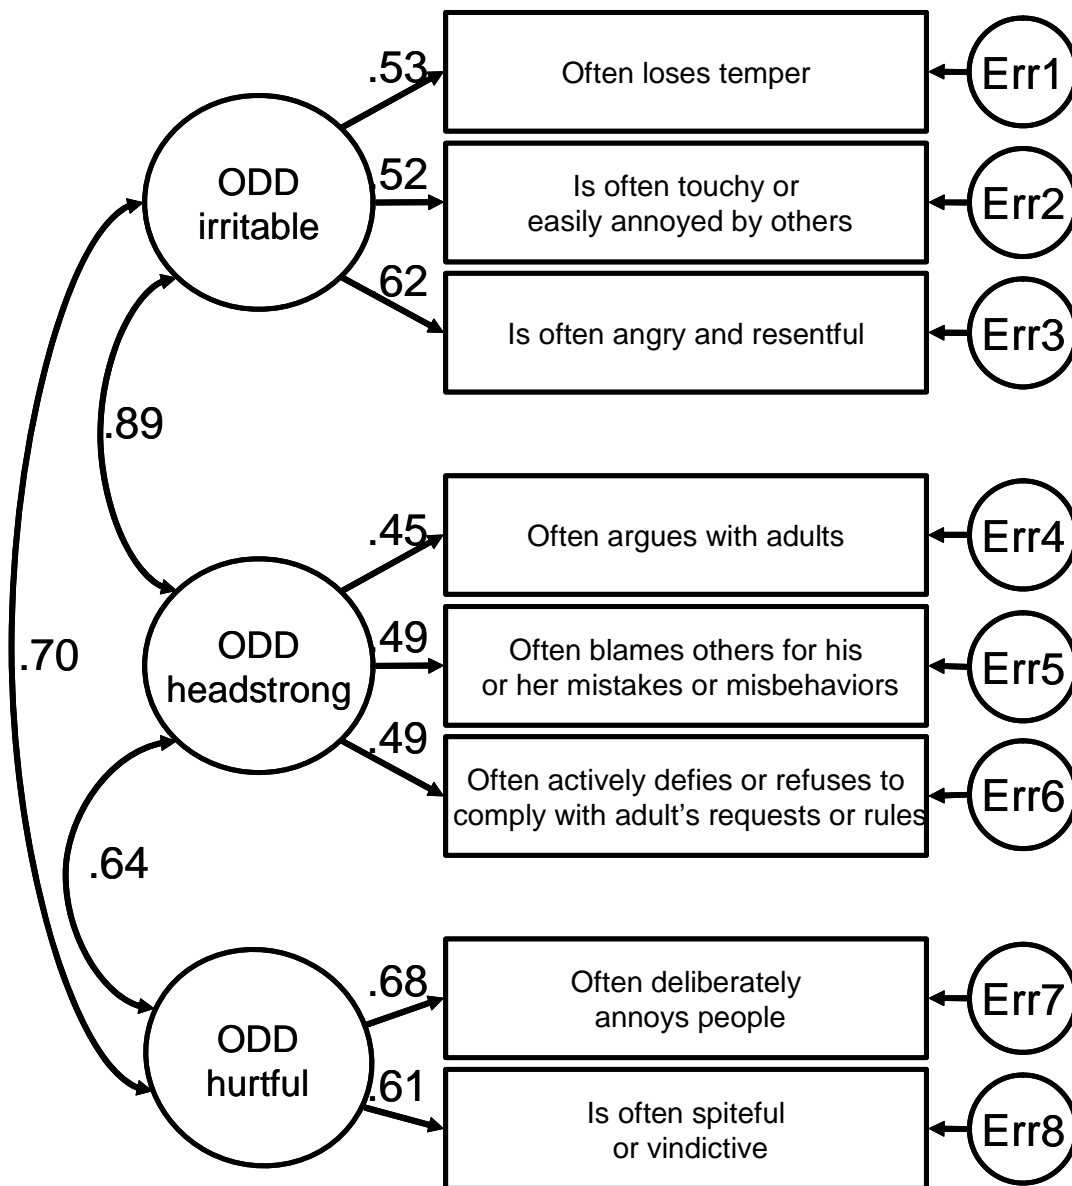 .53
Often loses temper
Err1
ODD
irritable
.52
Is often touchy or
easily annoyed by others
Err2
.62
Is often angry and resentful
Err3
.89
.45
Often argues with adults
Err4
.70
ODD
headstrong
.49
Often blames others for his
or her mistakes or misbehaviors
Err5
.49
Often actively defies or refuses to
comply with adult's requests or rules
Err6
.64
.68
Often deliberately
annoys people
Err7
ODD
hurtful
.61
Is often spiteful
or vindictive
Err8